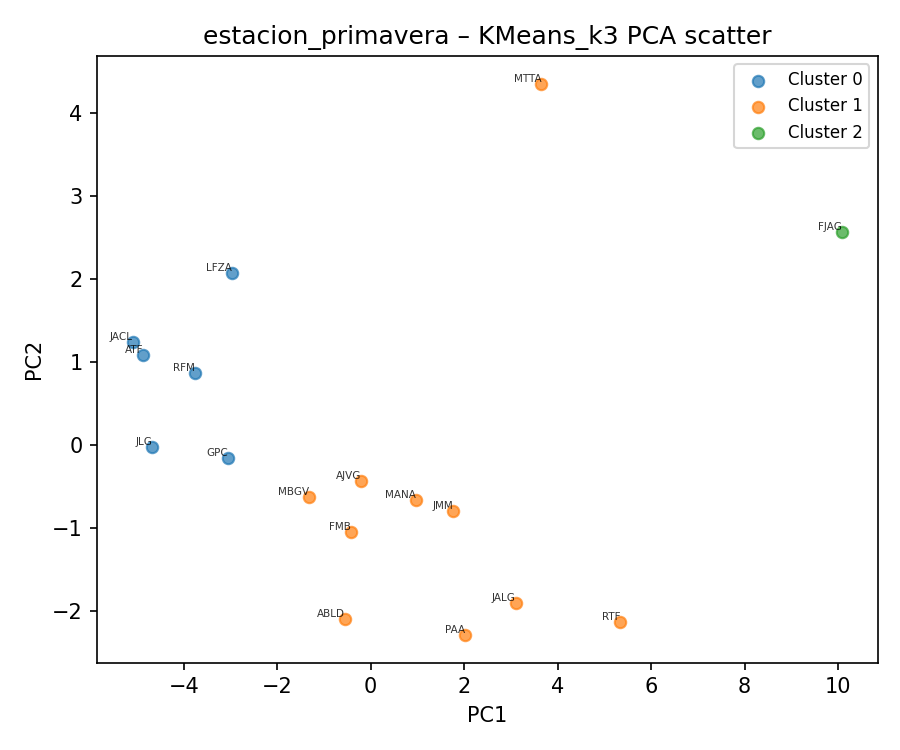 estacion_primavera – KMeans_k3 PCA scatter
Cluster 0
Cluster 1
Cluster 2
MTTA
FJAG
LFZA
JACL
ATF
RFM
JLG
GPC
AJVG
MBGV
MANA
JMM
FMB
JALG
ABLD
RTF
PAA
4
3
2
1
0
−1
−2
PC2
−4
−2
0
2
4
6
8
10
PC1